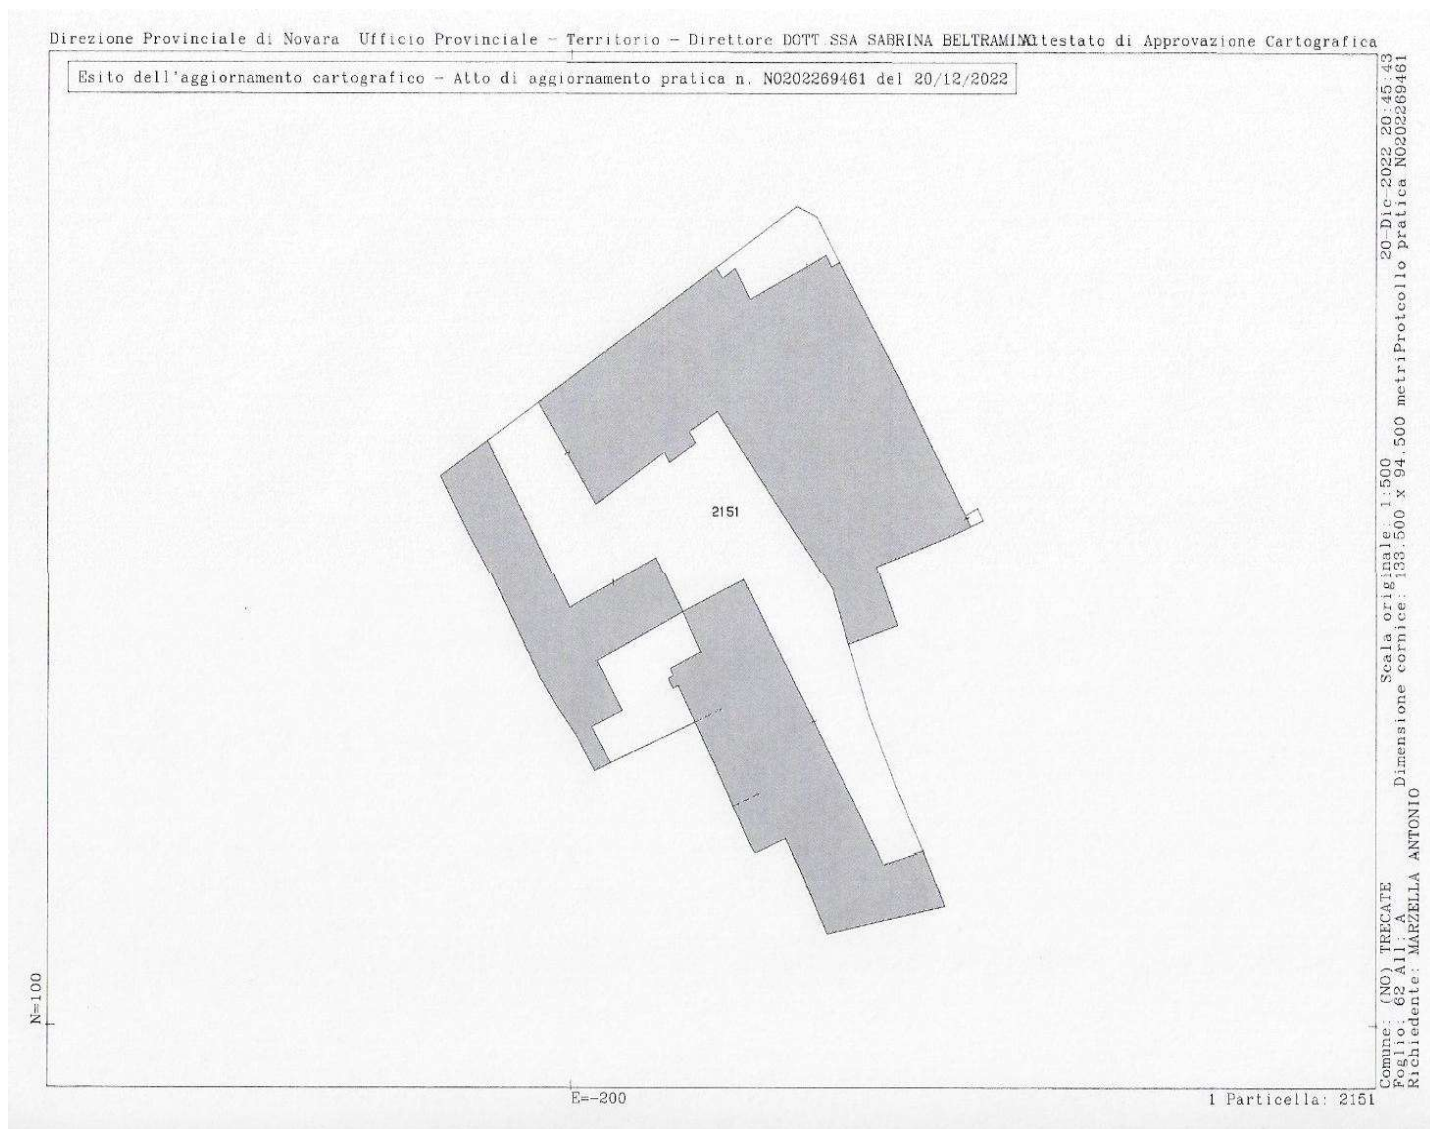 Direzione Provinciale di Novara Ufficio Provinciale - Territorio - Direttore DOTT.SSA SABRINA BELTRAMINO
Attestato di Approvazione Cartografica
Esito dell'aggiornamento cartografico - Atto di aggiornamento pratica n. NO202269461 del 20/12/2022
2151
N=100
E=-200
1 Particella: 2151
20-Dic-2022 20:45:43
Protcollo pratica NO202269461
Scala originale: 1:500
Dimensione cornice: 133.500 x 94.500 metri
Comune: (NO) TRECATE
Foglio: 62 All: A
Richiedente: MARZELLA ANTONIO